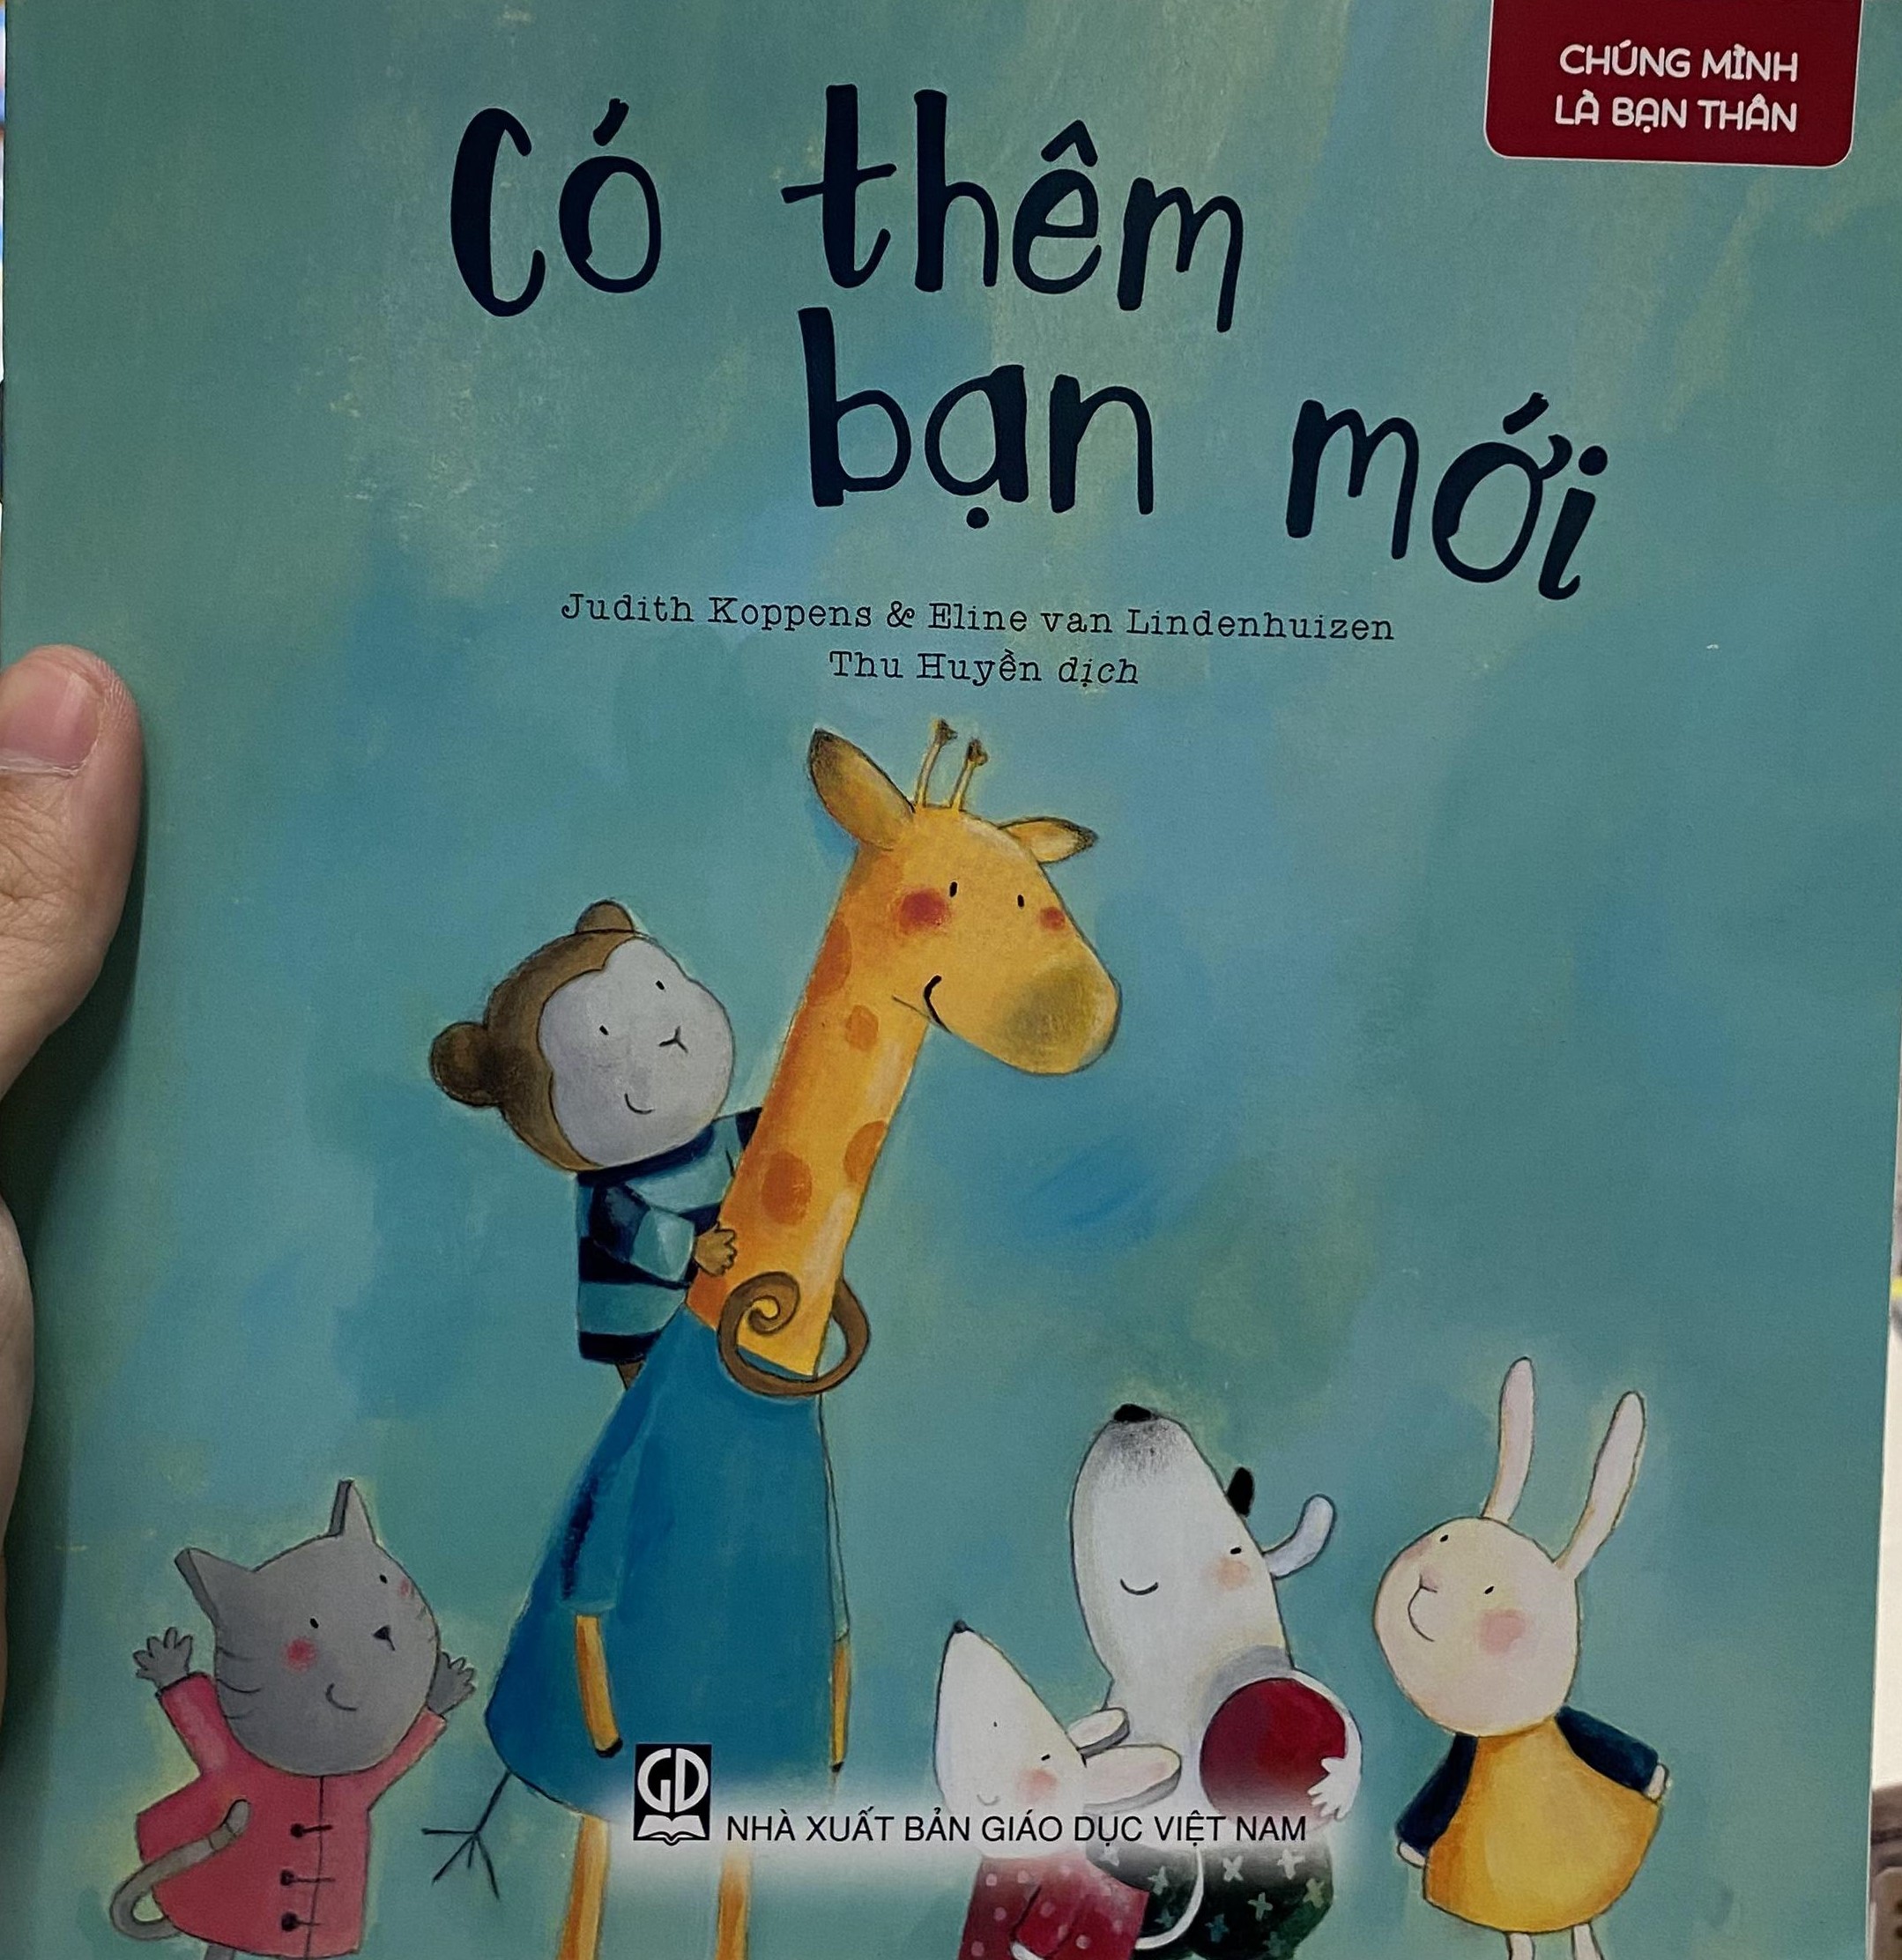 CHÚNG MÌNH
LÀ BẠN THÂN
Có thêm
bạn mới
Judith Koppens & Eline van Lindenhuizen
Thu Huyền dịch
GD
NHÀ XUẤT BẢN GIÁO DỤC VIỆT NAM